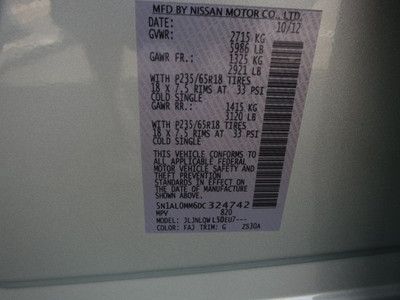 MFD BY NISSAN MOTOR CO., LTD.
DATE: 10/12
GVWR: 2715 KG
5986 LB
GAWR FR.: 1325 KG
2921 LB
WITH P235/65R18 TIRES
18 X 7.5 RIMS AT 33 PSI
COLD SINGLE
GAWR RR.: 1415 KG
3120 LB
WITH P235/65R18 TIRES
18 X 7.5 RIMS AT 33 PSI
COLD SINGLE
THIS VEHICLE CONFORMS TO
ALL APPLICABLE FEDERAL
MOTOR VEHICLE SAFETY AND
THEFT PREVENTION
STANDARDS IN EFFECT ON
THE DATE OF MANUFACTURE
SHOWN ABOVE.
5N1AL0MM6DC324742
MPV 820
MODEL: JLJNLQW L50EU7---
COLOR: FAJ TRIM: G ZS30A